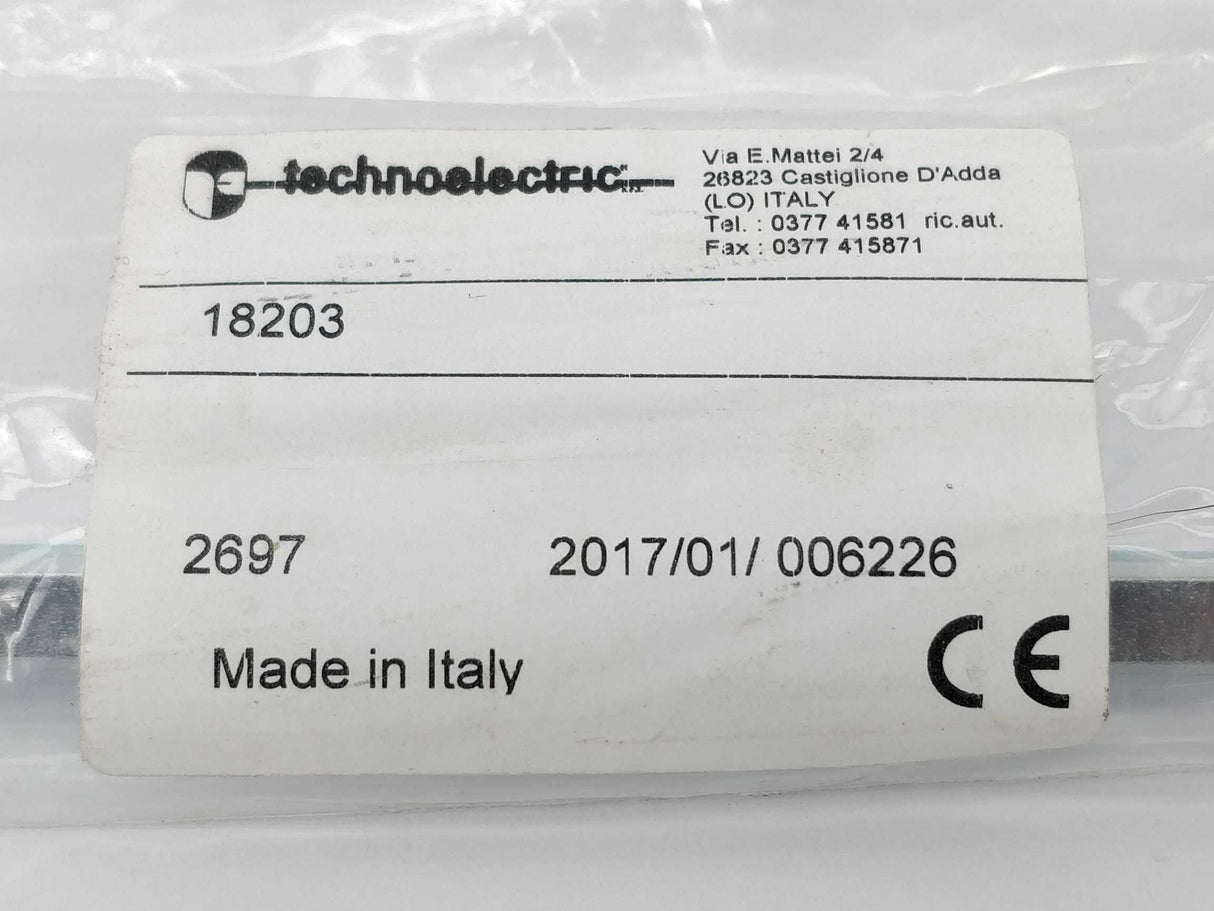 technoelectric
Via E.Mattei 2/4
26823 Castiglione D'Adda
(LO) ITALY
Tel. : 0377 41581 ric.aut.
Fax : 0377 415871
18203
2697 2017/01/ 006226
Made in Italy CE